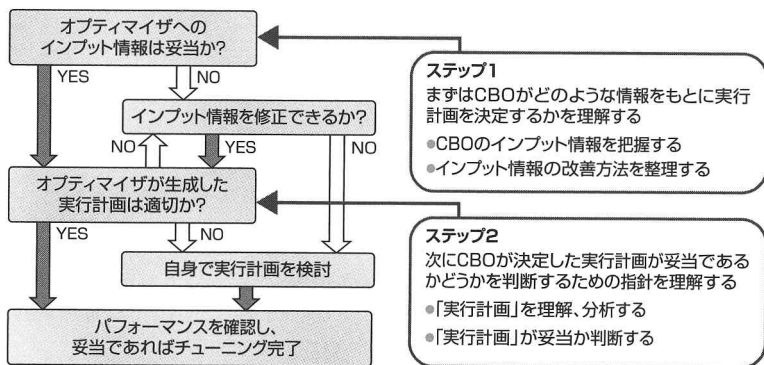 オプティマイザへの
インプット情報は妥当か?
YES
NO
インプット情報を修正できるか?
NO
YES
NO
オプティマイザが生成した
実行計画は適切か?
YES
NO
自身で実行計画を検討
パフォーマンスを確認し、
妥当であればチューニング完了
ステップ1
まずはCBOがどのような情報をもとに実行
計画を決定するかを理解する
●CBOのインプット情報を把握する
●インプット情報の改善方法を整理する
ステップ2
次にCBOが決定した実行計画が妥当である
かどうかを判断するための指針を理解する
●「実行計画」を理解、分析する
●「実行計画」が妥当か判断する